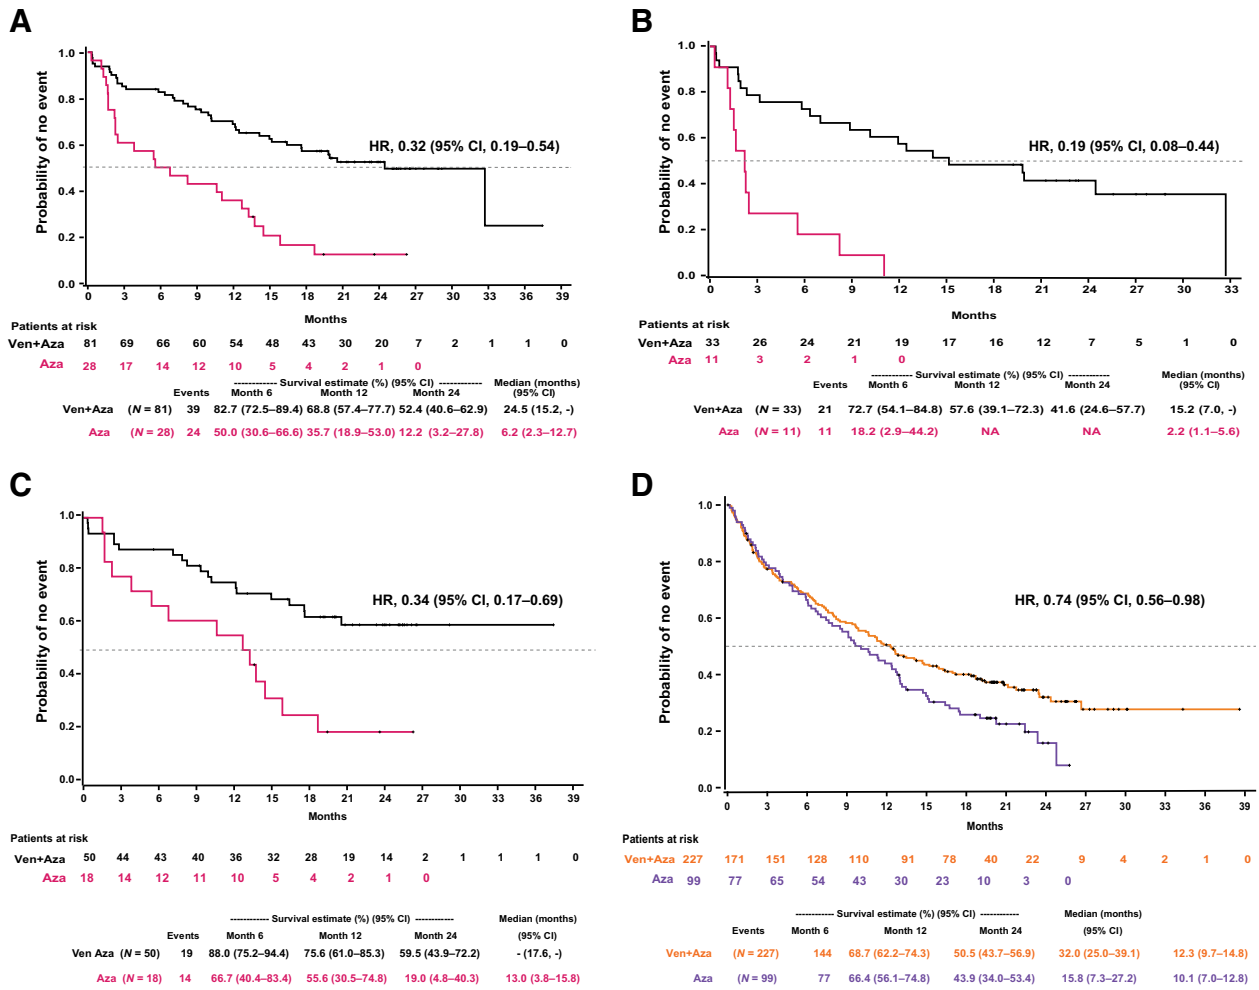 A
1.0
0.8
0.6
0.4
0.2
0.0
Probability of no event
HR, 0.32 (95% CI, 0.19–0.54)
0 3 6 9 12 15 18 21 24 27 30 33 36 39
Months
Patients at risk
Ven+Aza 81 69 66 60 54 48 43 30 20 7 2 1 1 0
Aza 28 17 14 12 10 5 4 2 1 0
------------ Survival estimate (%) (95% CI) ------------ Median (months)
Events Month 6 Month 12 Month 24 (95% CI)
Ven+Aza (N = 81) 39 82.7 (72.5–89.4) 68.8 (57.4–77.7) 52.4 (40.6–62.9) 24.5 (15.2, -)
Aza (N = 28) 24 50.0 (30.6–66.6) 35.7 (18.9–53.0) 12.2 (3.2–27.8) 6.2 (2.3–12.7)
B
1.0
0.8
0.6
0.4
0.2
0.0
Probability of no event
HR, 0.19 (95% CI, 0.08–0.44)
0 3 6 9 12 15 18 21 24 27 30 33
Months
Patients at risk
Ven+Aza 33 26 24 21 19 17 16 12 7 5 1 0
Aza 11 3 2 1 0
------------ Survival estimate (%) (95% CI) ------------ Median (months)
Events Month 6 Month 12 Month 24 (95% CI)
Ven+Aza (N = 33) 21 72.7 (54.1–84.8) 57.6 (39.1–72.3) 41.6 (24.6–57.7) 15.2 (7.0, -)
Aza (N = 11) 11 18.2 (2.9–44.2) NA NA 2.2 (1.1–5.6)
C
1.0
0.8
0.6
0.4
0.2
0.0
Probability of no event
HR, 0.34 (95% CI, 0.17–0.69)
0 3 6 9 12 15 18 21 24 27 30 33 36 39
Months
Patients at risk
Ven+Aza 50 44 43 40 36 32 28 19 14 2 1 1 1 0
Aza 18 14 12 11 10 5 4 2 1 0
------------ Survival estimate (%) (95% CI) ------------ Median (months)
Events Month 6 Month 12 Month 24 (95% CI)
Ven Aza (N = 50) 19 88.0 (75.2–94.4) 75.6 (61.0–85.3) 59.5 (43.9–72.2) - (17.6, -)
Aza (N = 18) 14 66.7 (40.4–83.4) 55.6 (30.5–74.8) 19.0 (4.8–40.3) 13.0 (3.8–15.8)
D
1.0
0.8
0.6
0.4
0.2
0.0
Probability of no event
HR, 0.74 (95% CI, 0.56–0.98)
0 3 6 9 12 15 18 21 24 27 30 33 36 39
Months
Patients at risk
Ven+Aza 227 171 151 128 110 91 78 40 22 9 4 2 1 0
Aza 99 77 65 54 43 30 23 10 3 0
------------ Survival estimate (%) (95% CI) ------------ Median (months)
Events Month 6 Month 12 Month 24 (95% CI)
Ven+Aza (N = 227) 144 68.7 (62.2–74.3) 50.5 (43.7–56.9) 32.0 (25.0–39.1) 12.3 (9.7–14.8)
Aza (N = 99) 77 66.4 (56.1–74.8) 43.9 (34.0–53.4) 15.8 (7.3–27.2) 10.1 (7.0–12.8)